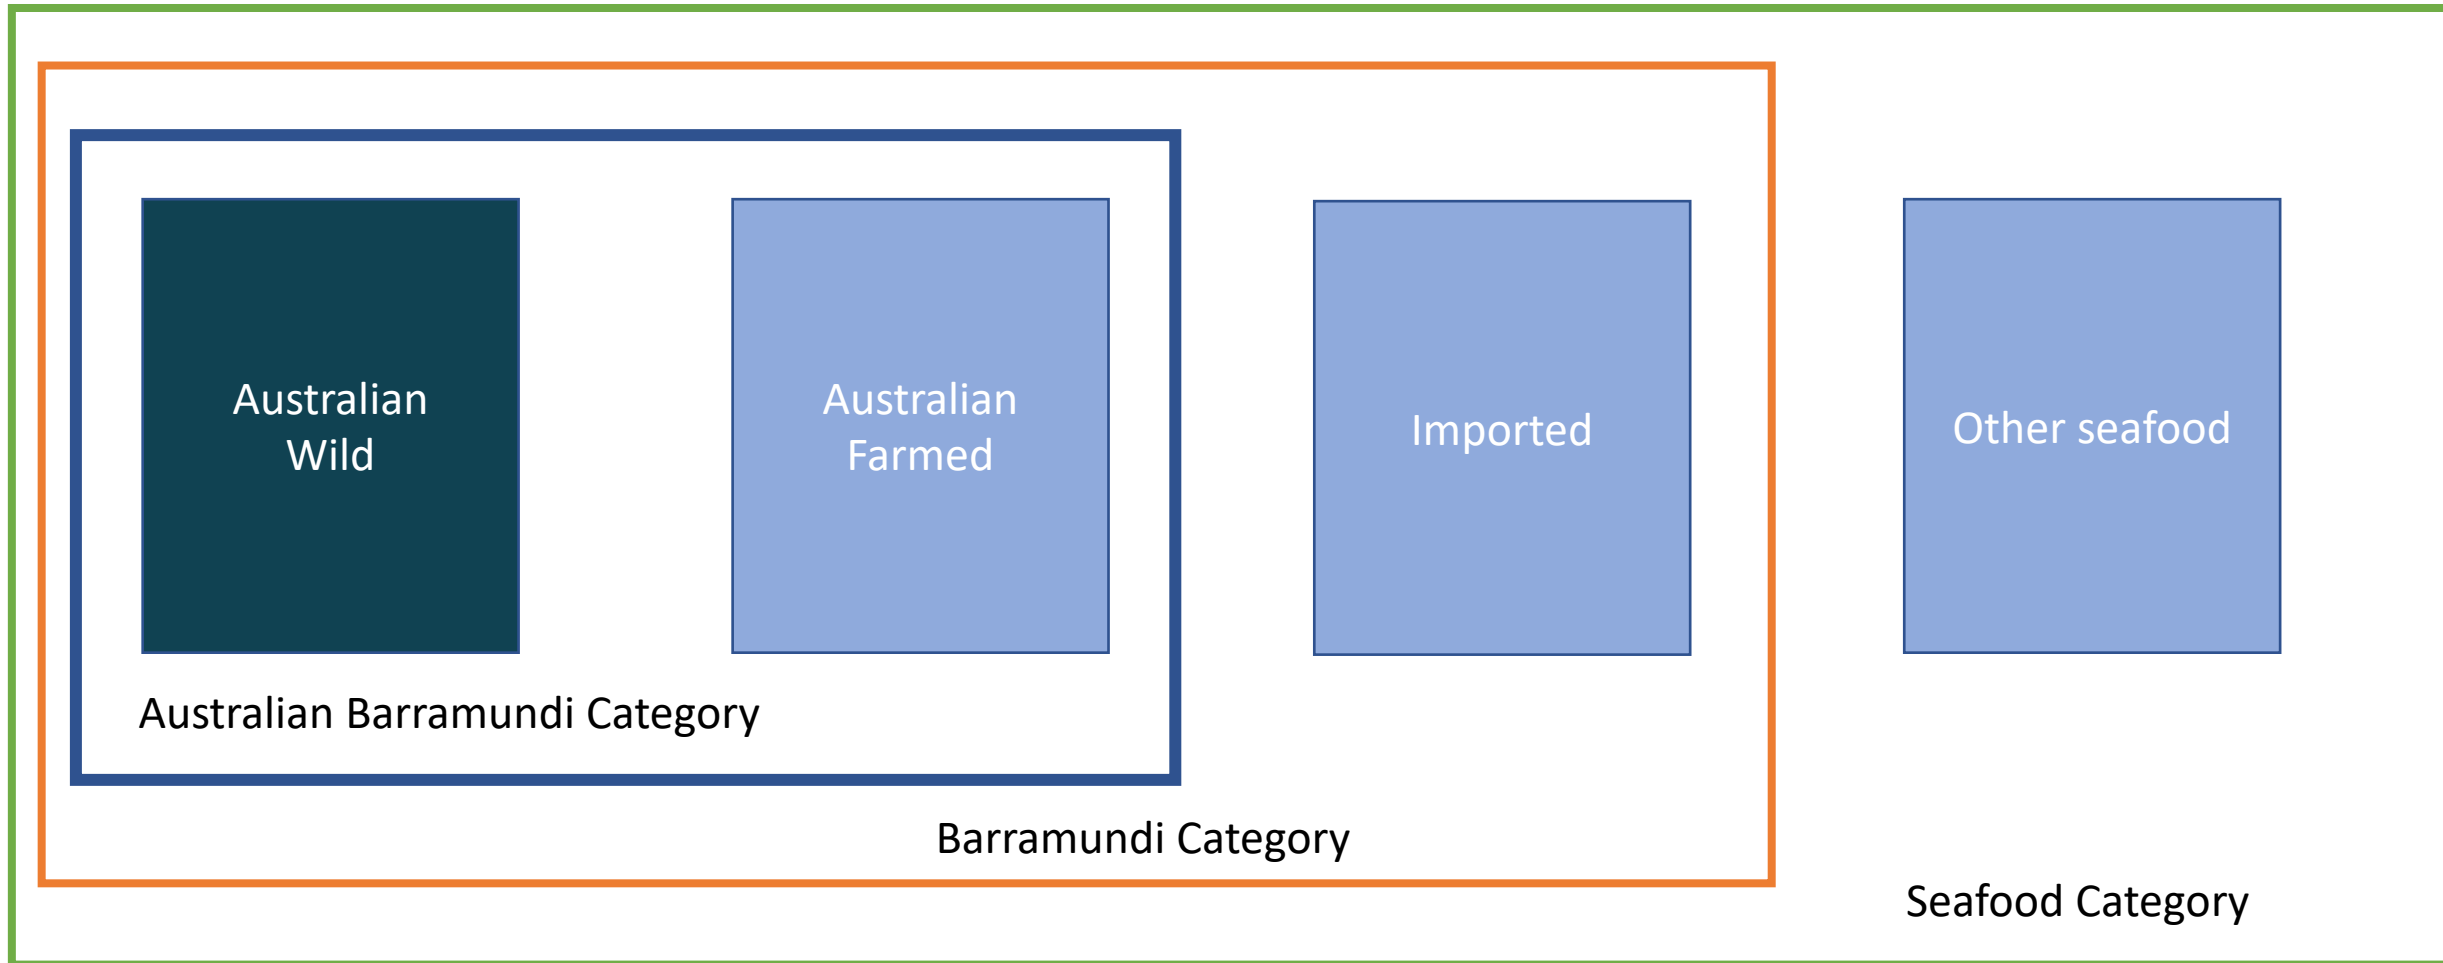 Australian
Wild
Australian
Farmed
Imported
Other seafood
Australian Barramundi Category
Barramundi Category
Seafood Category